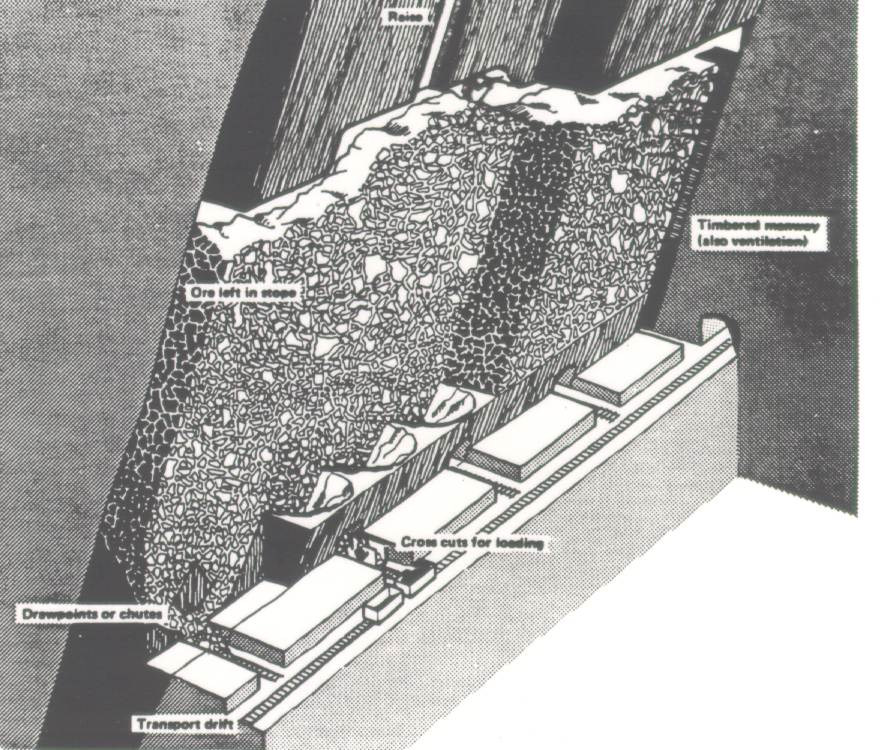 Raise
Timbered manway
(also ventilation)
Ore left in stope
Cross cuts for loading
Drawpoints or chutes
Transport drift